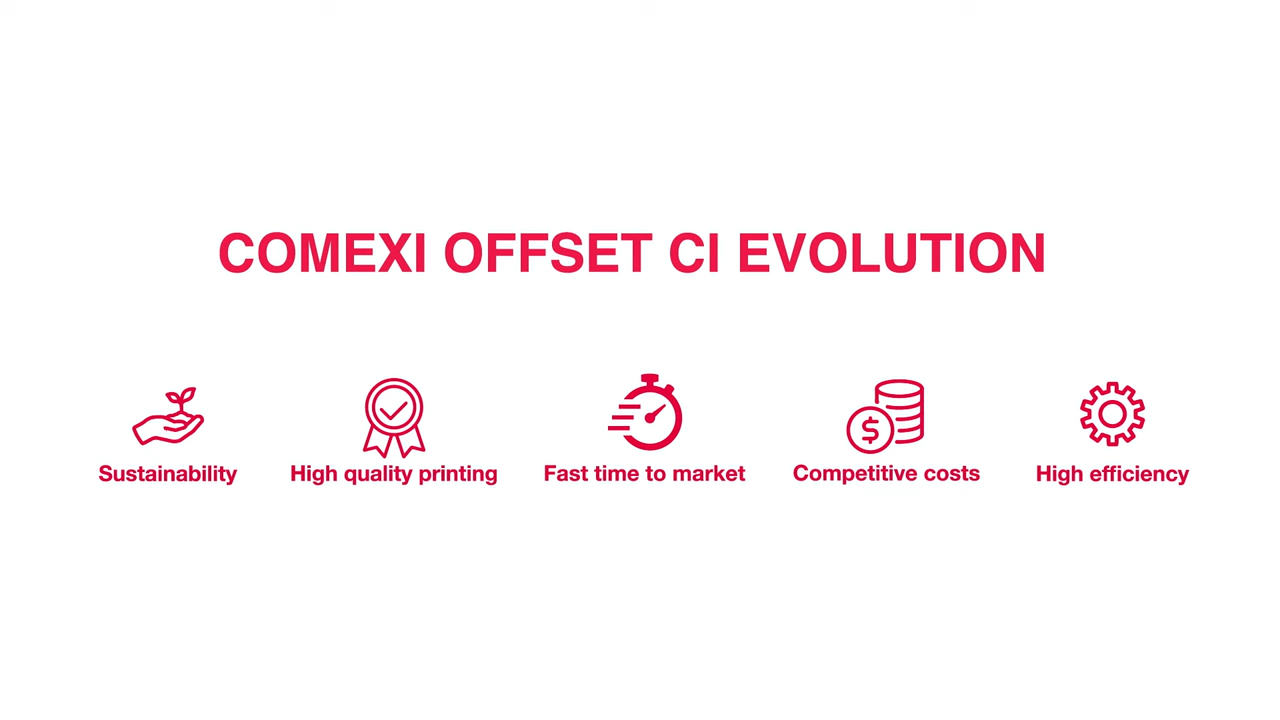 COMEXI OFFSET CI EVOLUTION
$
Sustainability
High quality printing
Fast time to market
Competitive costs
High efficiency